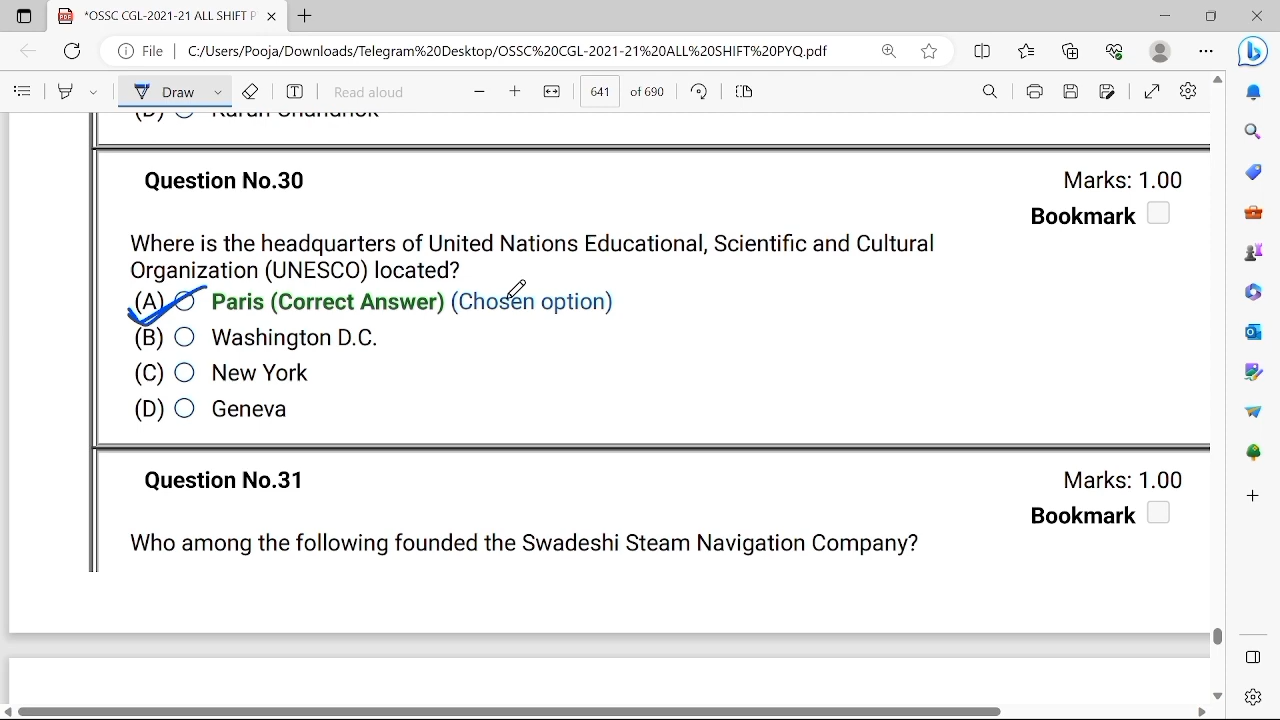 *OSSC CGL-2021-21 ALL SHIFT P
File
C:/Users/Pooja/Downloads/Telegram%20Desktop/OSSC%20CGL-2021-21%20ALL%20SHIFT%20PYQ.pdf
Draw
Read aloud
641
of 690
(D) Karun Chandhok
Question No.30
Marks: 1.00
Bookmark
Where is the headquarters of United Nations Educational, Scientific and Cultural
Organization (UNESCO) located?
(A) Paris (Correct Answer) (Chosen option)
(B) Washington D.C.
(C) New York
(D) Geneva
Question No.31
Marks: 1.00
Bookmark
Who among the following founded the Swadeshi Steam Navigation Company?